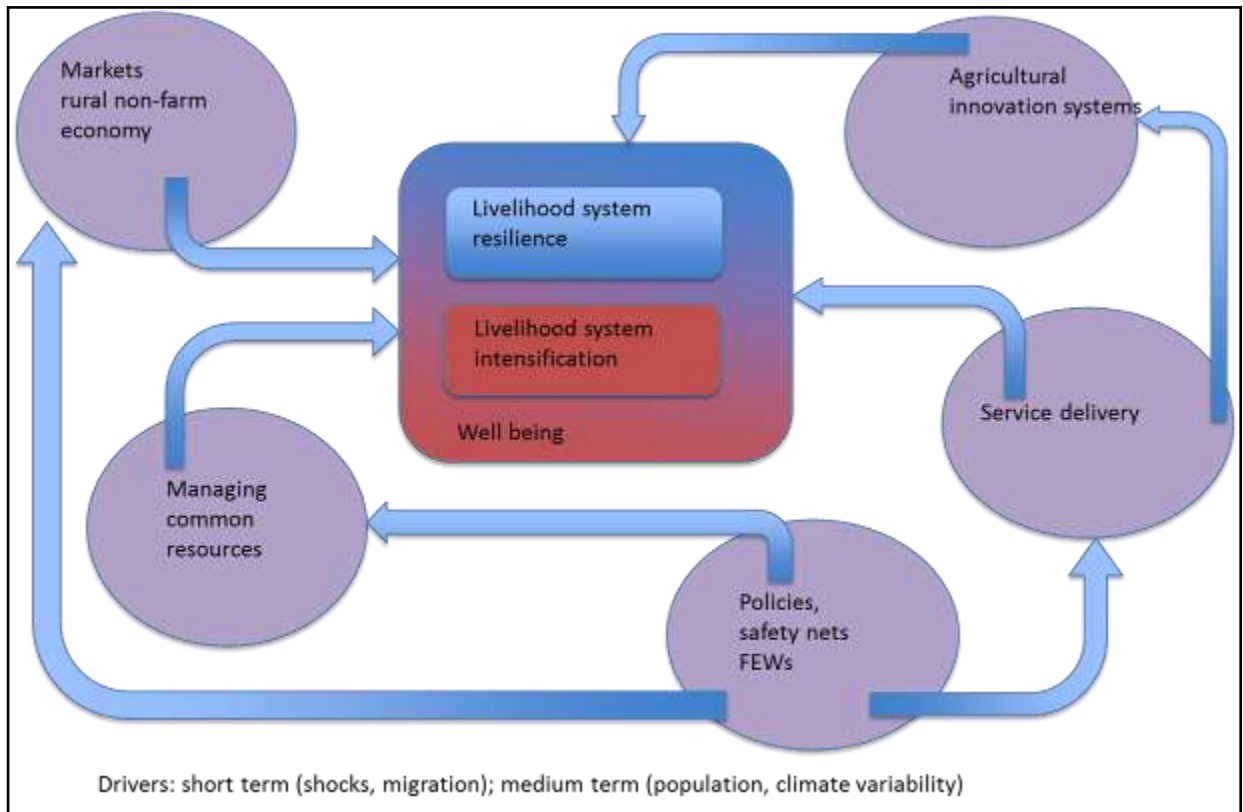 Markets
rural non-farm
economy
Agricultural
innovation systems
Livelihood system
resilience
Livelihood system
intensification
Well being
Service delivery
Managing
common
resources
Policies,
safety nets
FEWs
Drivers: short term (shocks, migration); medium term (population, climate variability)